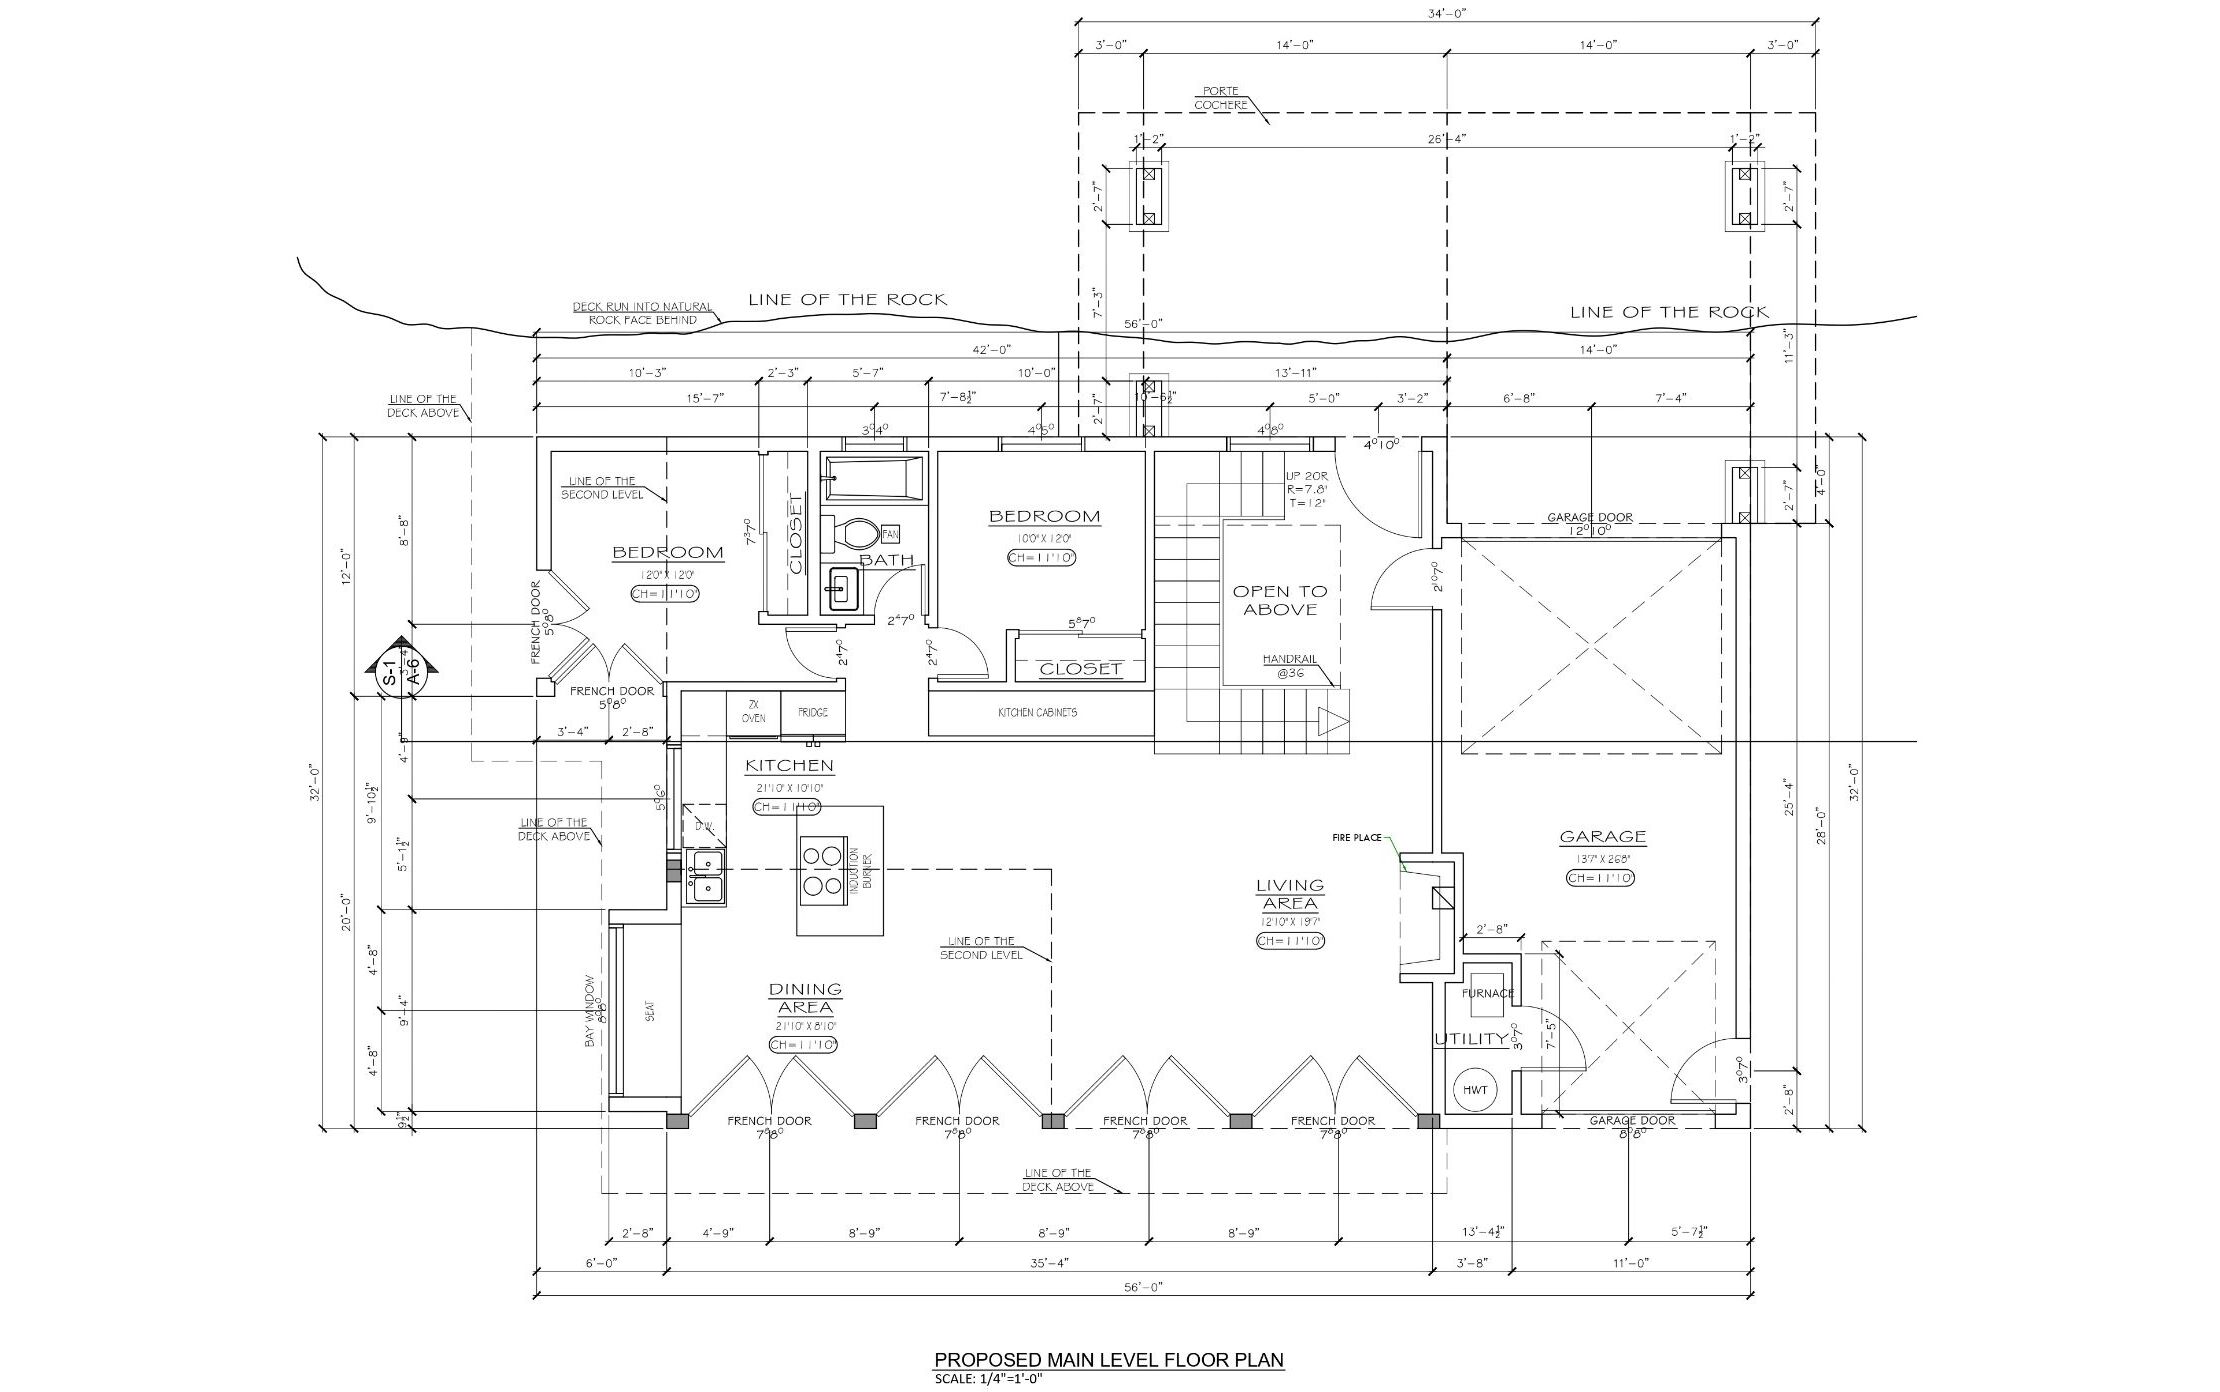 34'-0"
3'-0"
14'-0"
14'-0"
3'-0"
PORTE
COCHERE
1'-2"
26'-4"
1'-2"
2'-7"
2'-7"
7'-3"
11'-3"
LINE OF THE ROCK
LINE OF THE ROCK
DECK RUN INTO NATURAL
ROCK FACE BEHIND
56'-0"
42'-0"
14'-0"
10'-3"
2'-3"
5'-7"
10'-0"
13'-11"
15'-7"
7'-8½"
10'-6½"
5'-0"
3'-2"
6'-8"
7'-4"
LINE OF THE
DECK ABOVE
2'-7"
3⁰4⁰
4⁰10⁰
4'-0"
2'-7"
LINE OF THE
SECOND LEVEL
CLOSET
7³7⁰
FAN
BATH
BEDROOM
10'0" X 12'0"
CH=11'10"
UP 20R
R=7.8"
T=12"
GARAGE DOOR
12⁰10⁰
BEDROOM
12'0" X 12'0"
CH=11'10"
8'-8"
12'-0"
FRENCH DOOR
5⁰8⁰
OPEN TO
ABOVE
2¹⁰7⁰
2⁴7⁰
2⁴7⁰
2⁴7⁰
5⁸7⁰
CLOSET
HANDRAIL
@36
S-1
A-6
FRENCH DOOR
5⁰8⁰
3'-4"
2'-8"
2X
OVEN
FRIDGE
KITCHEN CABINETS
4'-9"
KITCHEN
21'10" X 10'10"
CH=11'10"
32'-0"
9'-10½"
5⁰6⁰
25'-4"
28'-0"
32'-0"
LINE OF THE
DECK ABOVE
D.W.
INDUCTION
BURNER
5'-1½"
FIRE PLACE
GARAGE
13'7" X 26'8"
CH=11'10"
LIVING
AREA
12'10" X 19'7"
CH=11'10"
20'-0"
LINE OF THE
SECOND LEVEL
2'-8"
4'-8"
9'-4"
4'-8"
9½"
BAY WINDOW
SEAT
DINING
AREA
21'10" X 8'10"
CH=11'10"
FURNACE
UTILITY
3⁰7⁰
7'-5"
HWT
3⁰7⁰
2'-8"
FRENCH DOOR
7⁸8⁰
FRENCH DOOR
7⁸8⁰
FRENCH DOOR
7⁸8⁰
FRENCH DOOR
7⁸8⁰
GARAGE DOOR
8⁰8⁰
LINE OF THE
DECK ABOVE
2'-8"
4'-9"
8'-9"
8'-9"
8'-9"
13'-4½"
5'-7½"
6'-0"
35'-4"
3'-8"
11'-0"
56'-0"
PROPOSED MAIN LEVEL FLOOR PLAN
SCALE: 1/4"=1'-0"